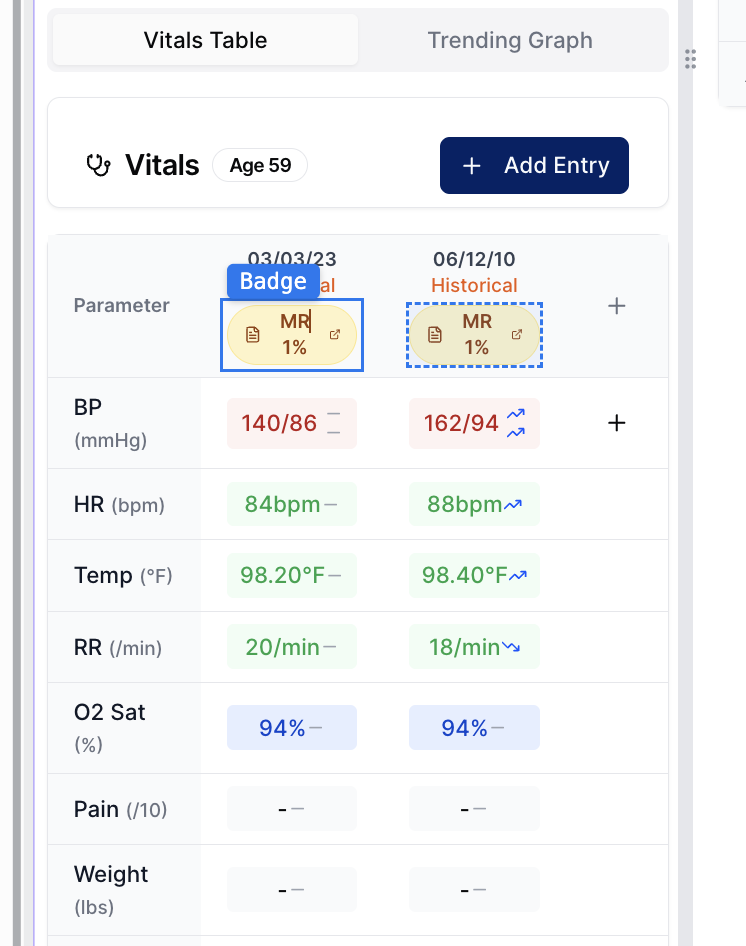 Vitals Table
Trending Graph
Vitals
Age 59
+ Add Entry
Parameter
03/03/23
al
Badge
MR
1%
06/12/10
Historical
MR
1%
+
BP
(mmHg)
140/86 —
—
162/94
+
HR (bpm)
84bpm—
88bpm
Temp (°F)
98.20°F—
98.40°F
RR (/min)
20/min—
18/min
O2 Sat
(%)
94%—
94%—
Pain (/10)
- —
- —
Weight
(lbs)
- —
- —